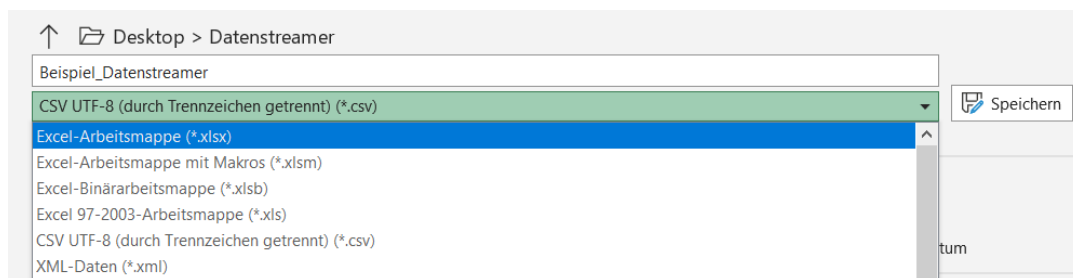 Desktop > Datenstreamer
Beispiel_Datenstreamer
CSV UTF-8 (durch Trennzeichen getrennt) (*.csv)
Speichern
Excel-Arbeitsmappe (*.xlsx)
Excel-Arbeitsmappe mit Makros (*.xlsm)
Excel-Binärarbeitsmappe (*.xlsb)
Excel 97-2003-Arbeitsmappe (*.xls)
CSV UTF-8 (durch Trennzeichen getrennt) (*.csv)
tum
XML-Daten (*.xml)